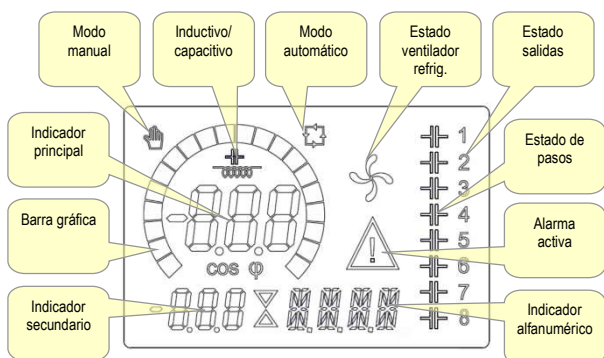 Modo
manual
Inductivo/
capacitivo
Modo
automático
Estado
ventilador
refrig.
Estado
salidas
Indicador
principal
Barra gráfica
Indicador
secundario
cos φ
1
2
3
4
5
6
7
8
Estado de
pasos
Alarma
activa
Indicador
alfanumérico